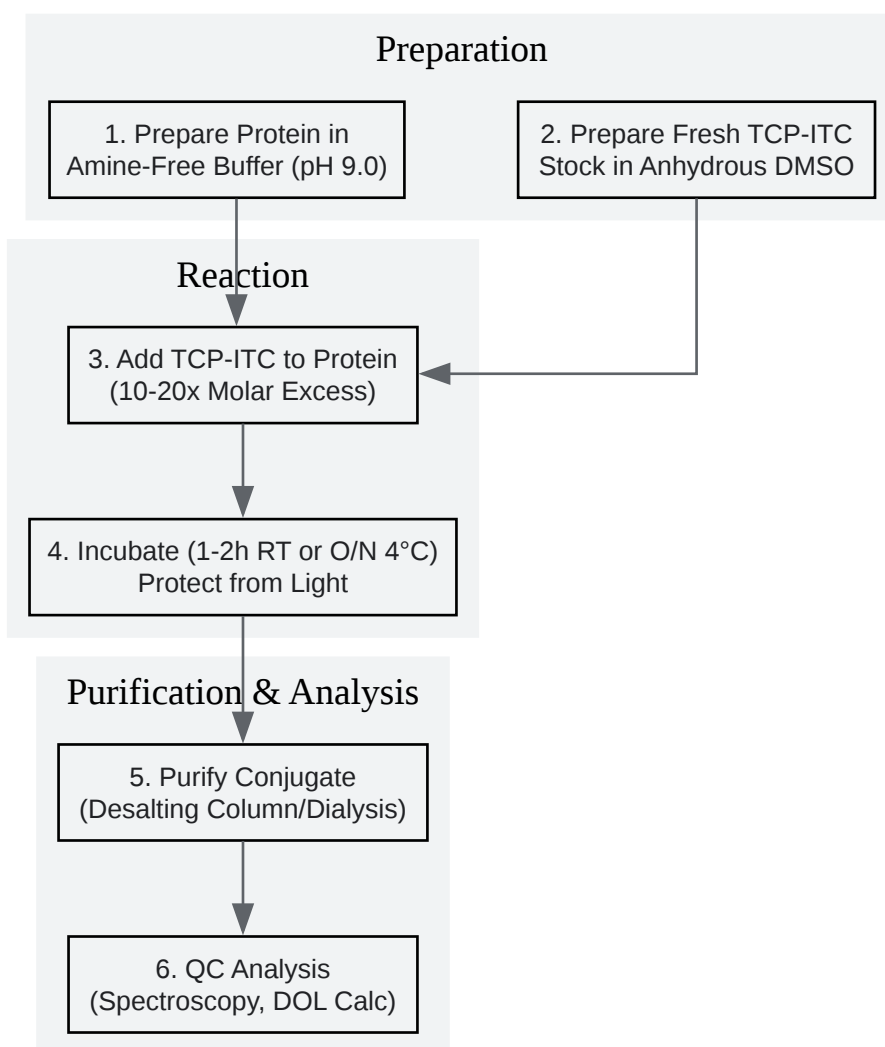 Preparation
1. Prepare Protein in
Amine-Free Buffer (pH 9.0)
2. Prepare Fresh TCP-ITC
Stock in Anhydrous DMSO
Reaction
3. Add TCP-ITC to Protein
(10-20x Molar Excess)
4. Incubate (1-2h RT or O/N 4°C)
Protect from Light
Purification & Analysis
5. Purify Conjugate
(Desalting Column/Dialysis)
6. QC Analysis
(Spectroscopy, DOL Calc)